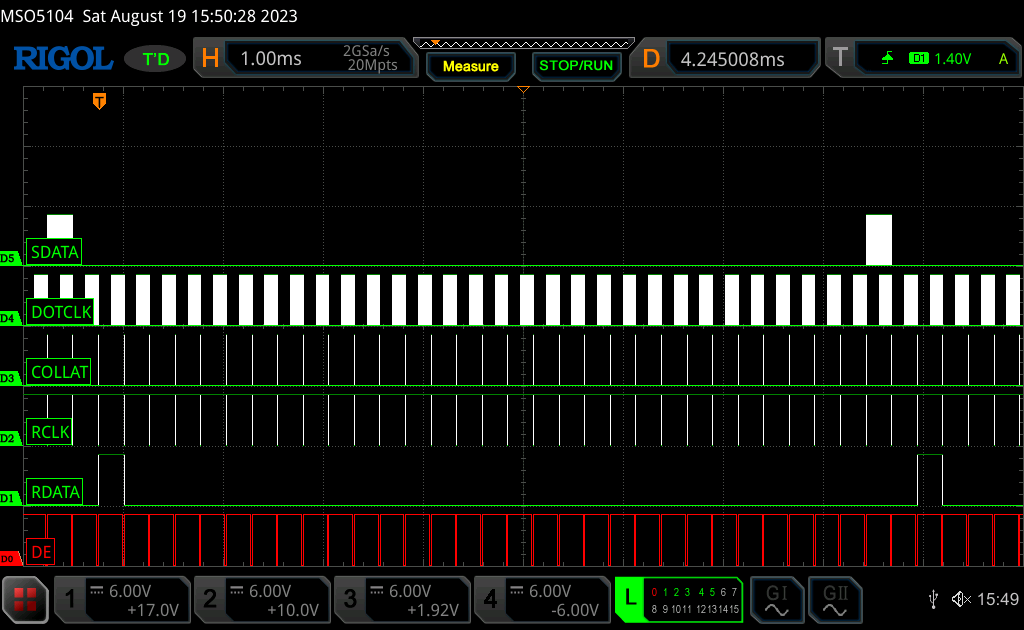 MSO5104 Sat August 19 15:50:28 2023
RIGOL T'D H 1.00ms 2GSa/s 20Mpts Measure STOP/RUN D 4.245008ms T D1 1.40V A
T
D5 SDATA
D4 DOTCLK
D3 COLLAT
D2 RCLK
D1 RDATA
D0 DE
1 6.00V +17.0V 2 6.00V +10.0V 3 6.00V +1.92V 4 6.00V -6.00V L 0 1 2 3 4 5 6 7 GI GII 15:49
8 9 10 11 12 13 14 15